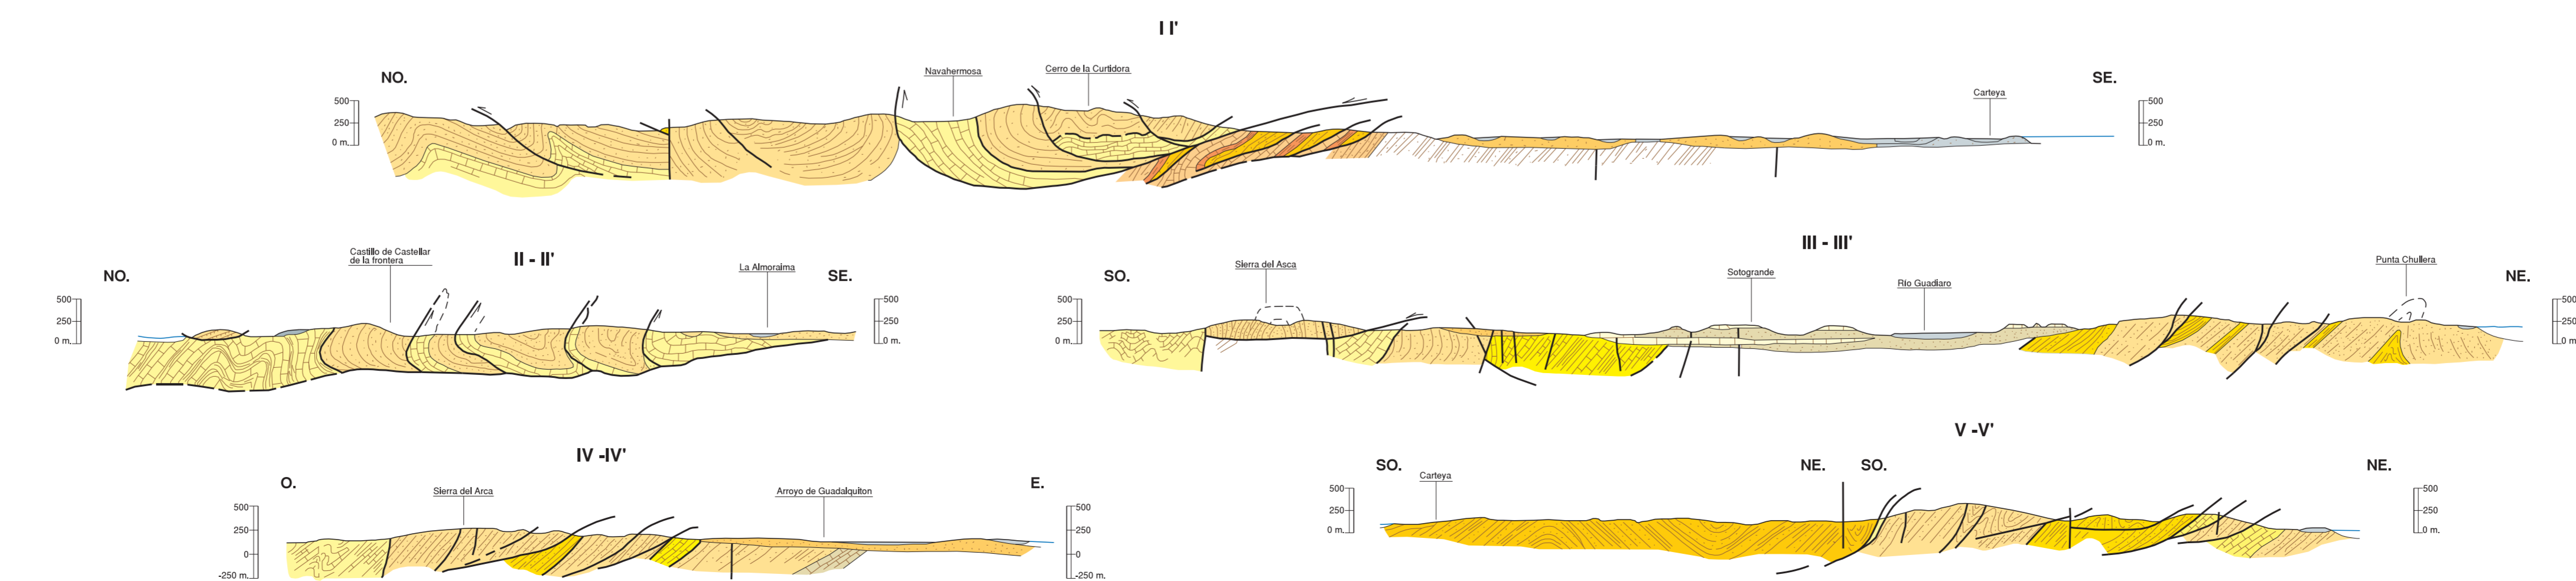 I I'
NO.
Navahermosa
Cerro de la Curtidora
SE.
Carteya
500
250
0 m.
500
250
0 m.
II - II'
NO.
Castillo de Castellar
de la frontera
La Almoraima
SE.
500
250
0 m.
500
250
0 m.
III - III'
SO.
Sierra del Asca
Sotogrande
Río Guadiaro
Punta Chullera
NE.
500
250
0 m.
500
250
0 m.
IV -IV'
O.
Sierra del Arca
Arroyo de Guadalquiton
E.
500
250
0
-250 m.
500
250
0
-250 m.
V -V'
SO.
Carteya
NE.
SO.
NE.
500
250
0 m.
500
250
0 m.